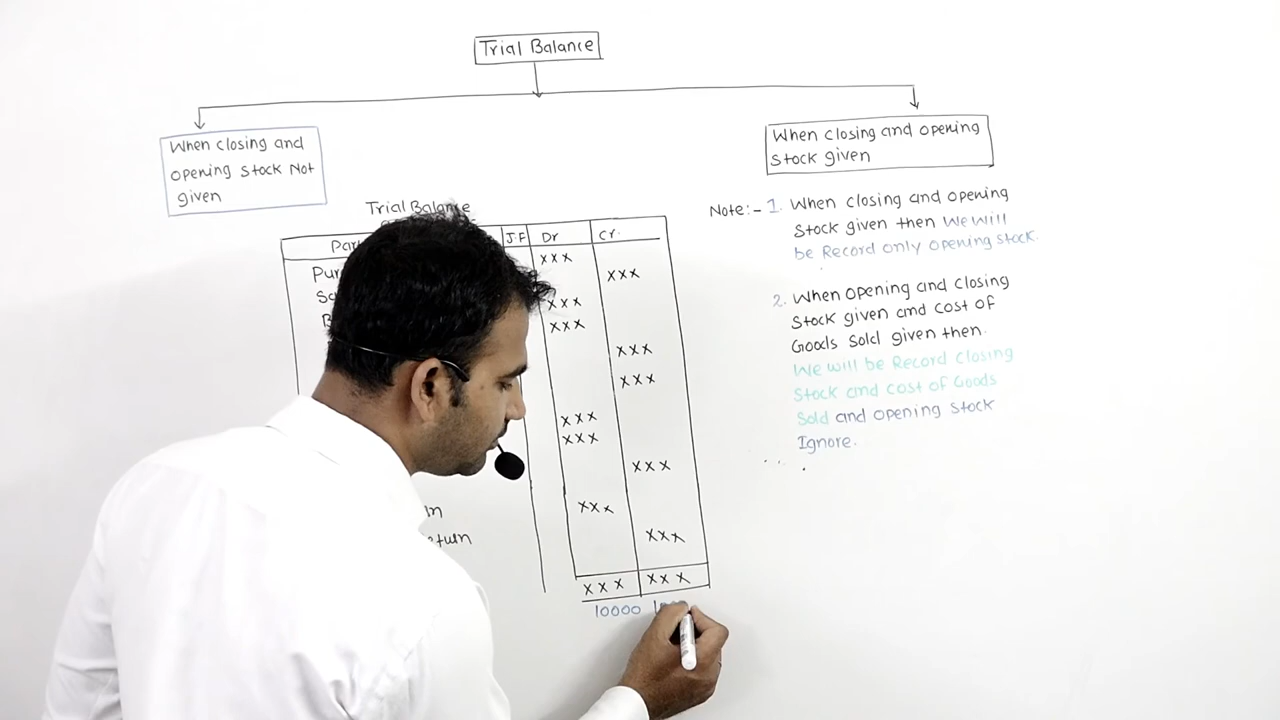 Trial Balance
When closing and
opening stock Not
given
When closing and opening
Stock given
Trial Balance
J.F Dr Cr.
xxx
xxx
xxx
xxx
xxx
xxx
xxx
xxx
xxx
xxx
xxx
xxx xxx
10000
Note:- 1. When closing and opening
Stock given then We will
be Record only opening stock.
2. When opening and closing
Stock given and cost of
Goods Sold given then.
We will be Record closing
Stock and cost of Goods
Sold and opening stock
Ignore.